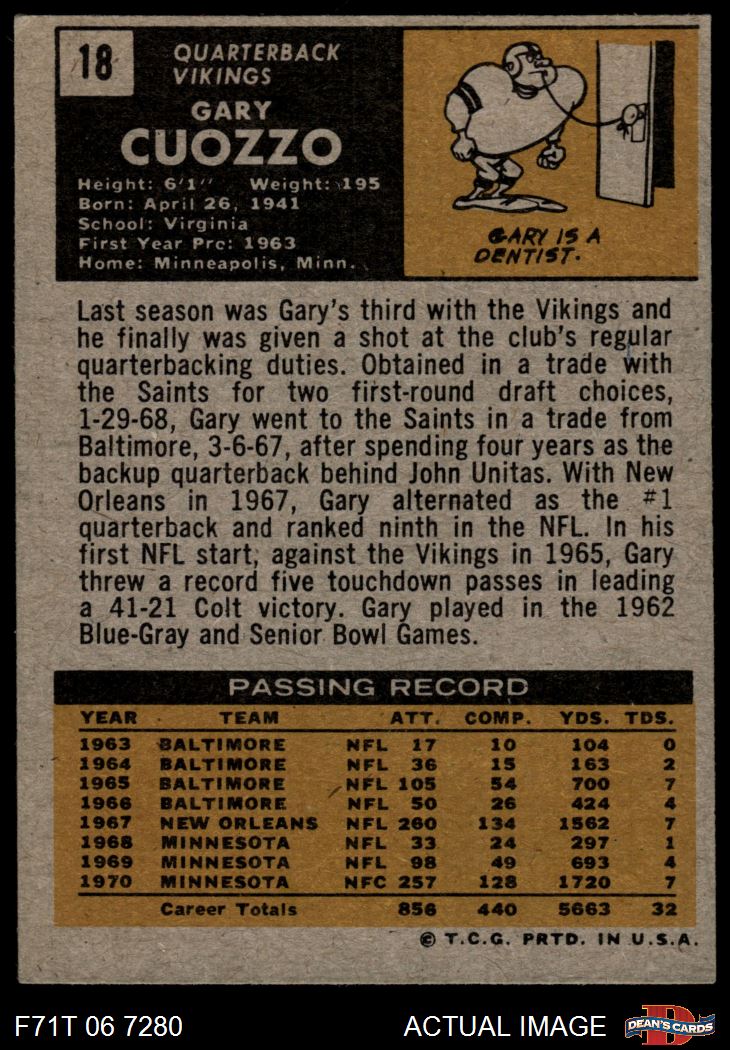 18
QUARTERBACK
VIKINGS
GARY
CUOZZO
Height: 6'1" Weight: 195
Born: April 26, 1941
School: Virginia
First Year Pro: 1963
Home: Minneapolis, Minn.
GARY IS A
DENTIST.
Last season was Gary's third with the Vikings and
he finally was given a shot at the club's regular
quarterbacking duties. Obtained in a trade with
the Saints for two first-round draft choices,
1-29-68, Gary went to the Saints in a trade from
Baltimore, 3-6-67, after spending four years as the
backup quarterback behind John Unitas. With New
Orleans in 1967, Gary alternated as the #1
quarterback and ranked ninth in the NFL. In his
first NFL start, against the Vikings in 1965, Gary
threw a record five touchdown passes in leading
a 41-21 Colt victory. Gary played in the 1962
Blue-Gray and Senior Bowl Games.
PASSING RECORD
YEAR TEAM ATT. COMP. YDS. TDS.
1963 BALTIMORE NFL 17 10 104 0
1964 BALTIMORE NFL 36 15 163 2
1965 BALTIMORE NFL 105 54 700 7
1966 BALTIMORE NFL 50 26 424 4
1967 NEW ORLEANS NFL 260 134 1562 7
1968 MINNESOTA NFL 33 24 297 1
1969 MINNESOTA NFL 98 49 693 4
1970 MINNESOTA NFC 257 128 1720 7
Career Totals 856 440 5663 32
© T.C.G. PRTD. IN U.S.A.
F71T 06 7280 ACTUAL IMAGE
D
DEAN'S CARDS